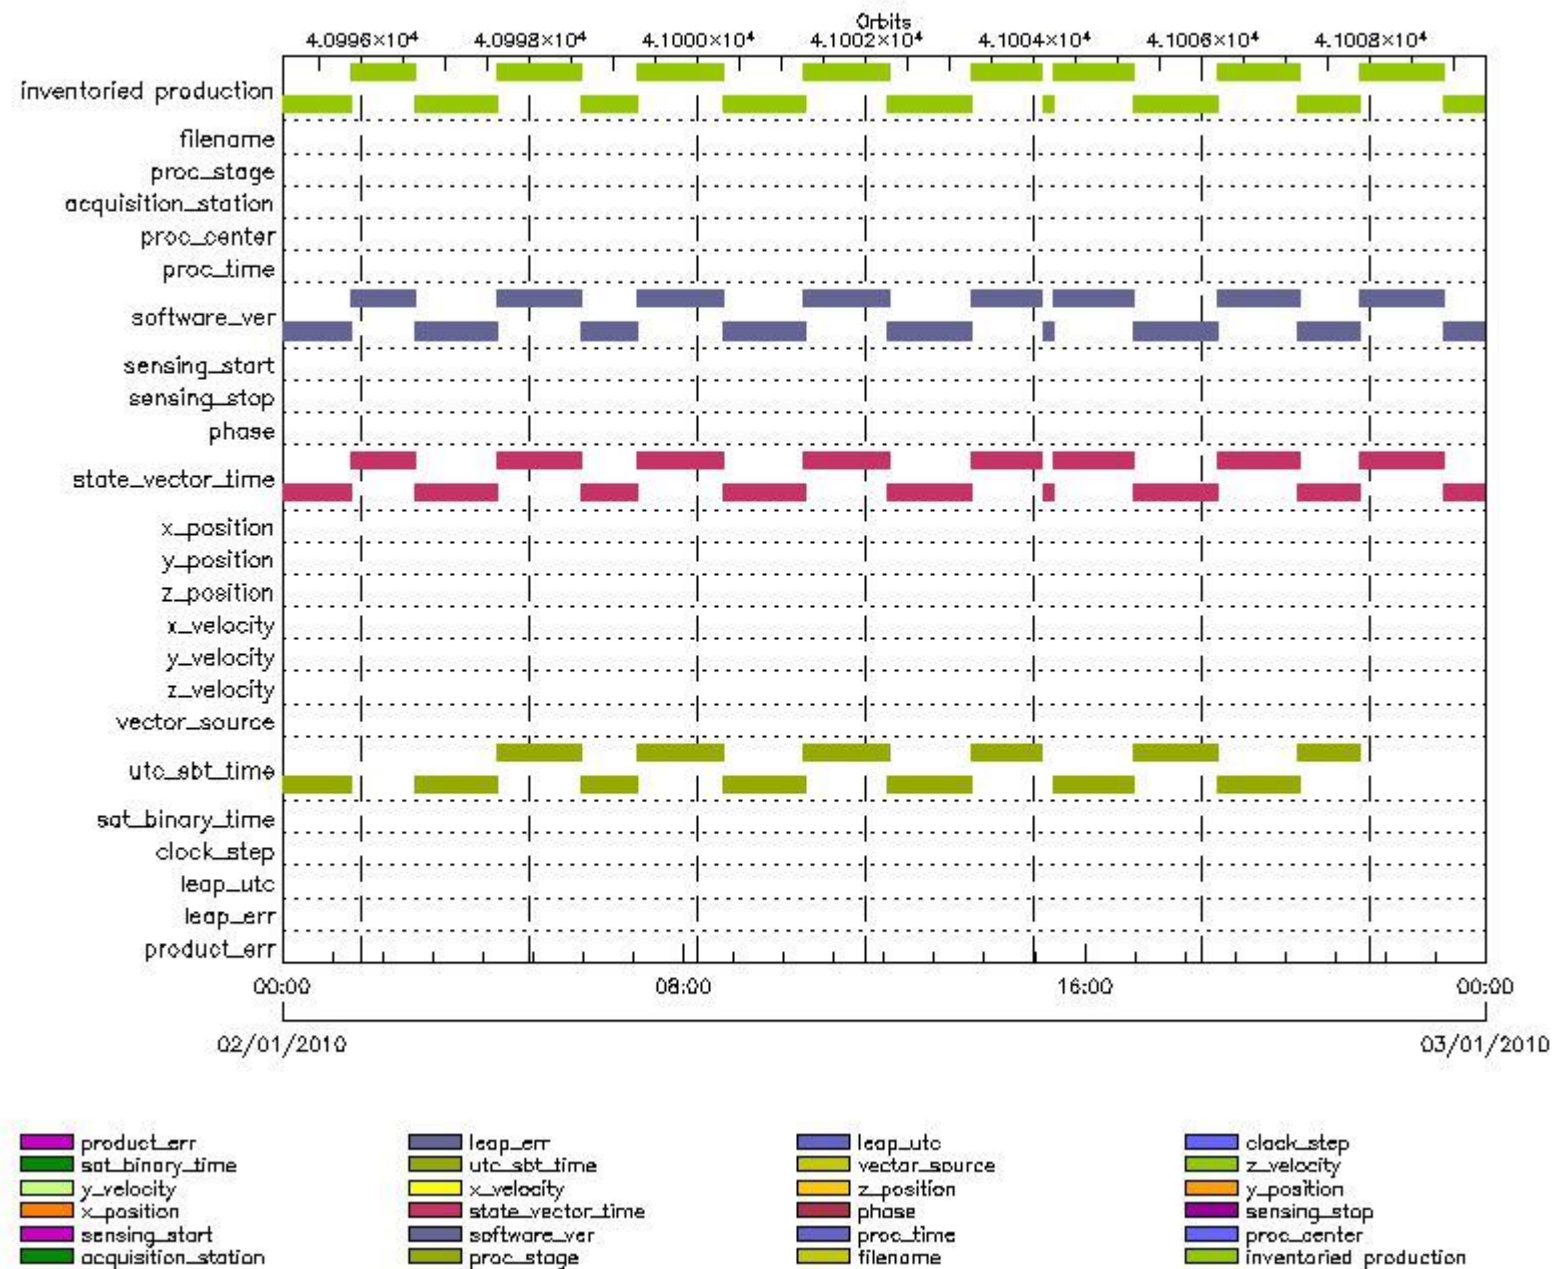 Orbits
4.0996×10⁴ 4.0998×10⁴ 4.1000×10⁴ 4.1002×10⁴ 4.1004×10⁴ 4.1006×10⁴ 4.1008×10⁴
inventoried production
filename
proc_stage
acquisition_station
proc_center
proc_time
software_ver
sensing_start
sensing_stop
phase
state_vector_time
x_position
y_position
z_position
x_velocity
y_velocity
z_velocity
vector_source
utc_sbt_time
sat_binary_time
clock_step
leap_utc
leap_err
product_err
00:00 08:00 16:00 00:00
02/01/2010 03/01/2010
product_err leap_err leap_utc clock_step
sat_binary_time utc_sbt_time vector_source z_velocity
y_velocity x_velocity z_position y_position
x_position state_vector_time phase sensing_stop
sensing_start software_ver proc_time proc_center
acquisition_station proc_stage filename inventoried production